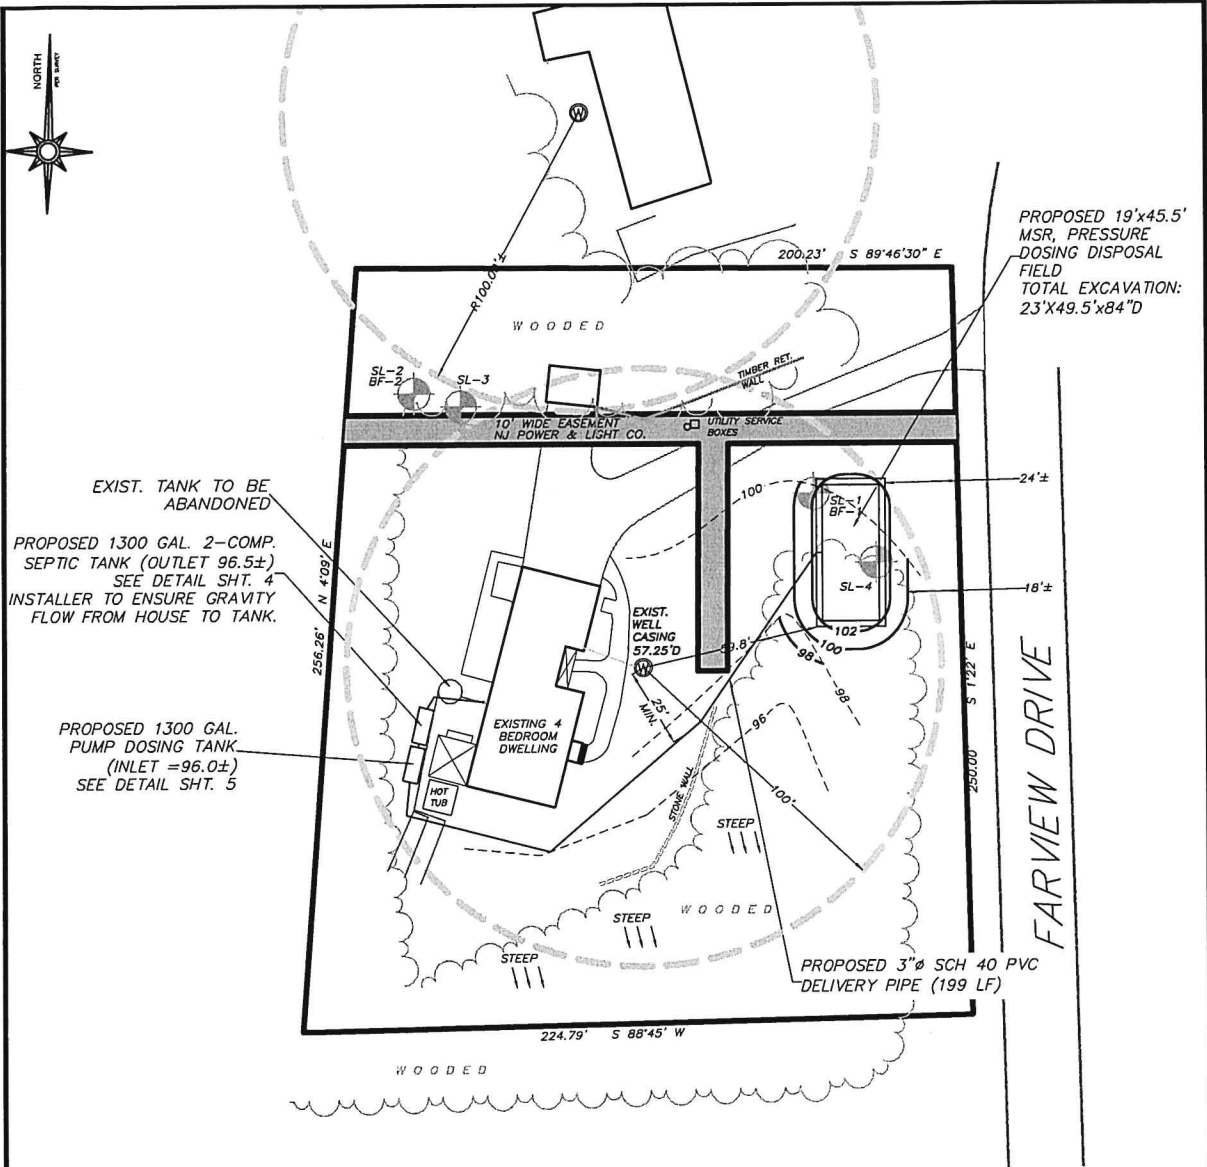 NORTH
PER SURVEY
W
R100.00'±
200.23' S 89°46'30" E
PROPOSED 19'x45.5'
MSR, PRESSURE
DOSING DISPOSAL
FIELD
TOTAL EXCAVATION:
23'X49.5'x84"D
WOODED
SL-2
BF-2
SL-3
TIMBER RET.
WALL
10' WIDE EASEMENT
NJ POWER & LIGHT CO.
UTILITY SERVICE
BOXES
EXIST. TANK TO BE
ABANDONED
100
SL-1
BF-1
24'±
PROPOSED 1300 GAL. 2-COMP.
SEPTIC TANK (OUTLET 96.5±)
SEE DETAIL SHT. 4
INSTALLER TO ENSURE GRAVITY
FLOW FROM HOUSE TO TANK.
N 4°09' E
256.26'
SL-4
18'±
EXIST.
WELL
CASING
57.25'D
W
59.8'
102
100
98
98
S 1°22' E
250.00
25'
MIN.
96
EXISTING 4
BEDROOM
DWELLING
PROPOSED 1300 GAL.
PUMP DOSING TANK
(INLET =96.0±)
SEE DETAIL SHT. 5
HOT
TUB
STONE WALL
100'
STEEP
FARVIEW DRIVE
WOODED
STEEP
STEEP
PROPOSED 3"ø SCH 40 PVC
DELIVERY PIPE (199 LF)
224.79' S 88°45' W
WOODED